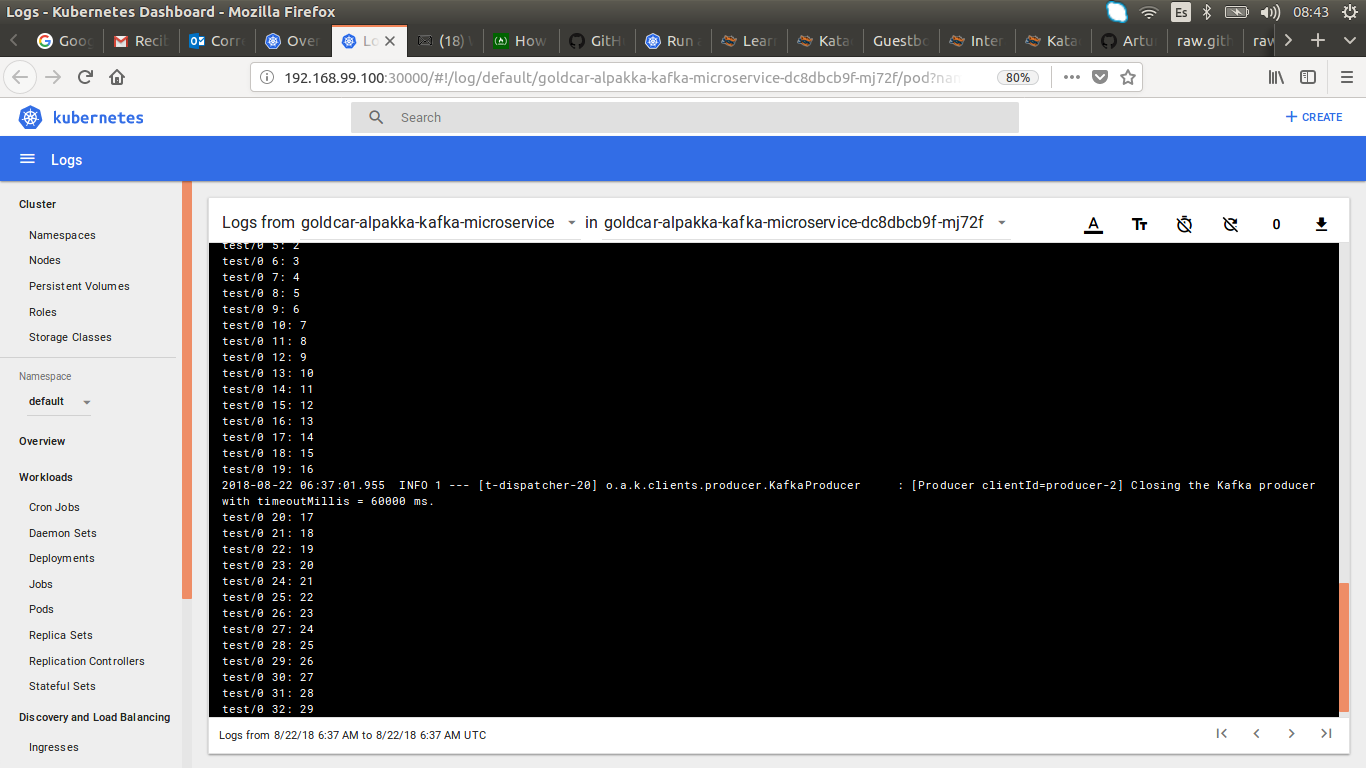 Logs - Kubernetes Dashboard - Mozilla Firefox
Es
08:43
Goog
Recib
Corr
Over
Lo
(18)
How
GitH
Run
Learn
Kata
Guestbo
Inter
Kata
Artur
raw.gith
raw
192.168.99.100:30000/#!/log/default/goldcar-alpakka-kafka-microservice-dc8dbcb9f-mj72f/pod?nam
80%
kubernetes
Search
CREATE
Logs
Cluster
Namespaces
Nodes
Persistent Volumes
Roles
Storage Classes
Namespace
default
Overview
Workloads
Cron Jobs
Daemon Sets
Deployments
Jobs
Pods
Replica Sets
Replication Controllers
Stateful Sets
Discovery and Load Balancing
Ingresses
Logs from goldcar-alpakka-kafka-microservice in goldcar-alpakka-kafka-microservice-dc8dbcb9f-mj72f
A
Tт
0
test/0 5: 2
test/0 6: 3
test/0 7: 4
test/0 8: 5
test/0 9: 6
test/0 10: 7
test/0 11: 8
test/0 12: 9
test/0 13: 10
test/0 14: 11
test/0 15: 12
test/0 16: 13
test/0 17: 14
test/0 18: 15
test/0 19: 16
2018-08-22 06:37:01.955  INFO 1 --- [t-dispatcher-20] o.a.k.clients.producer.KafkaProducer     : [Producer clientId=producer-2] Closing the Kafka producer
with timeoutMillis = 60000 ms.
test/0 20: 17
test/0 21: 18
test/0 22: 19
test/0 23: 20
test/0 24: 21
test/0 25: 22
test/0 26: 23
test/0 27: 24
test/0 28: 25
test/0 29: 26
test/0 30: 27
test/0 31: 28
test/0 32: 29
Logs from 8/22/18 6:37 AM to 8/22/18 6:37 AM UTC